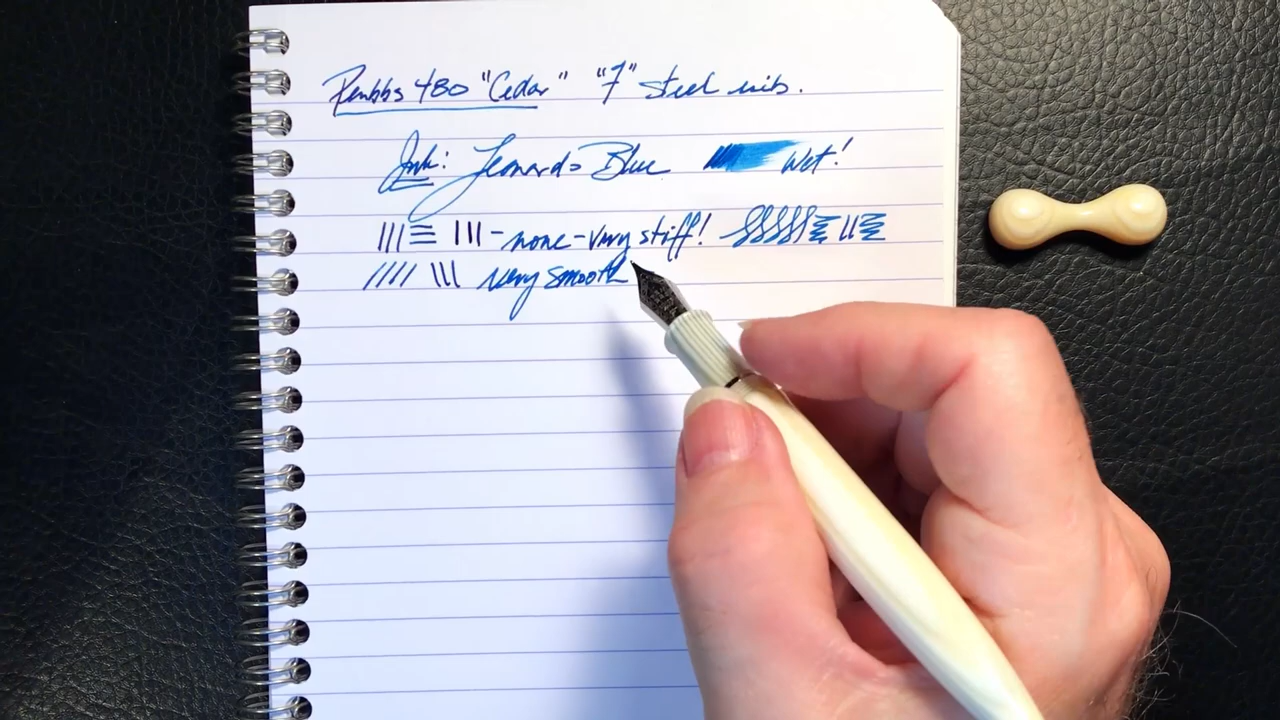 Penbbs 480 "Cedar" "F" steel nib.
Ink: Leonardo Blue Wet!
- none - very stiff!
very smooth